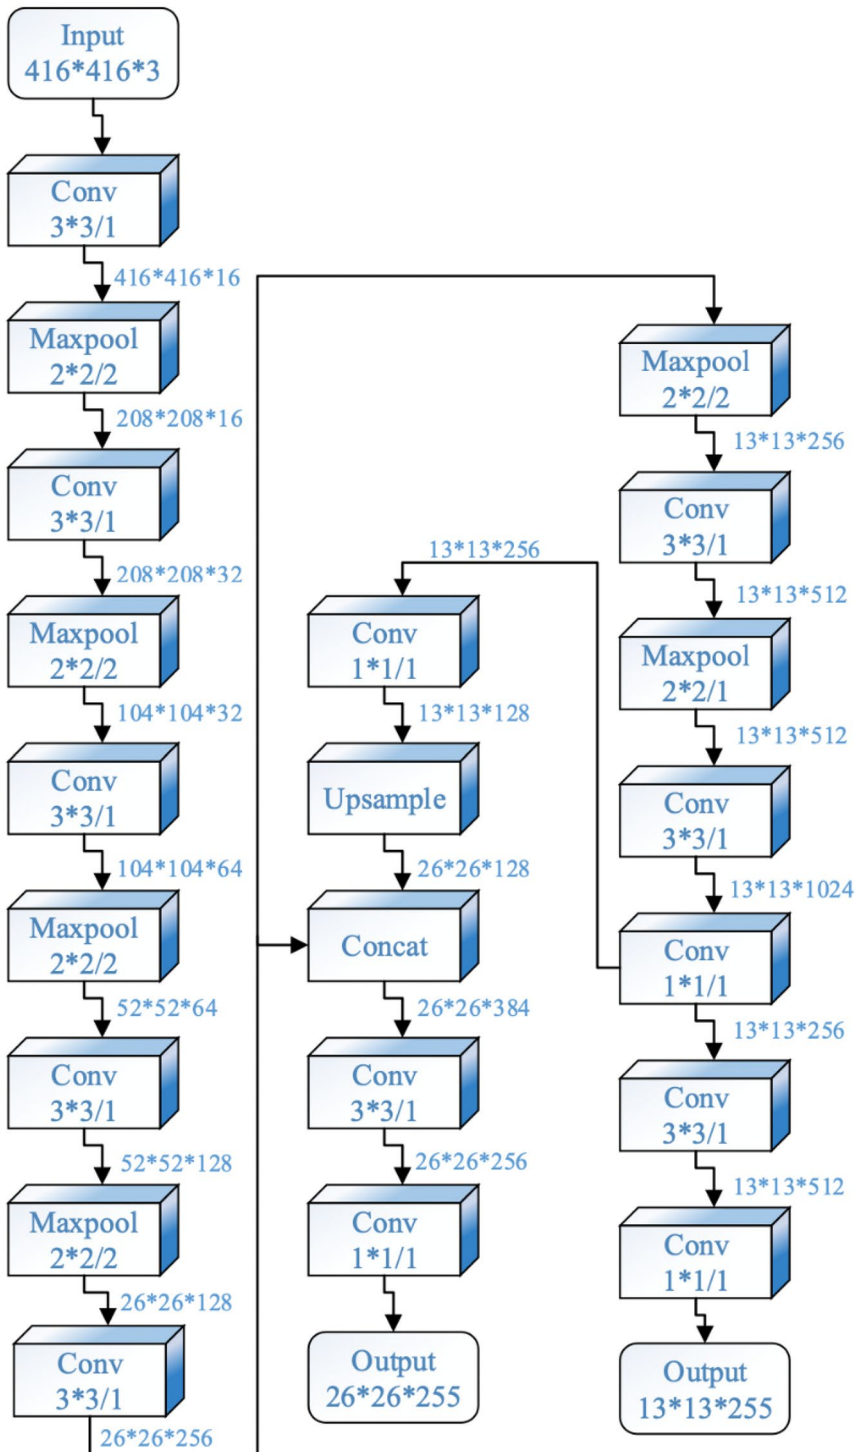 Input
416*416*3
Conv
3*3/1
416*416*16
Maxpool
2*2/2
208*208*16
Conv
3*3/1
208*208*32
Maxpool
2*2/2
104*104*32
Conv
3*3/1
104*104*64
Maxpool
2*2/2
52*52*64
Conv
3*3/1
52*52*128
Maxpool
2*2/2
26*26*128
Conv
3*3/1
26*26*256
13*13*256
Conv
1*1/1
13*13*128
Upsample
26*26*128
Concat
26*26*384
Conv
3*3/1
26*26*256
Conv
1*1/1
Output
26*26*255
Maxpool
2*2/2
13*13*256
Conv
3*3/1
13*13*512
Maxpool
2*2/1
13*13*512
Conv
3*3/1
13*13*1024
Conv
1*1/1
13*13*256
Conv
3*3/1
13*13*512
Conv
1*1/1
Output
13*13*255